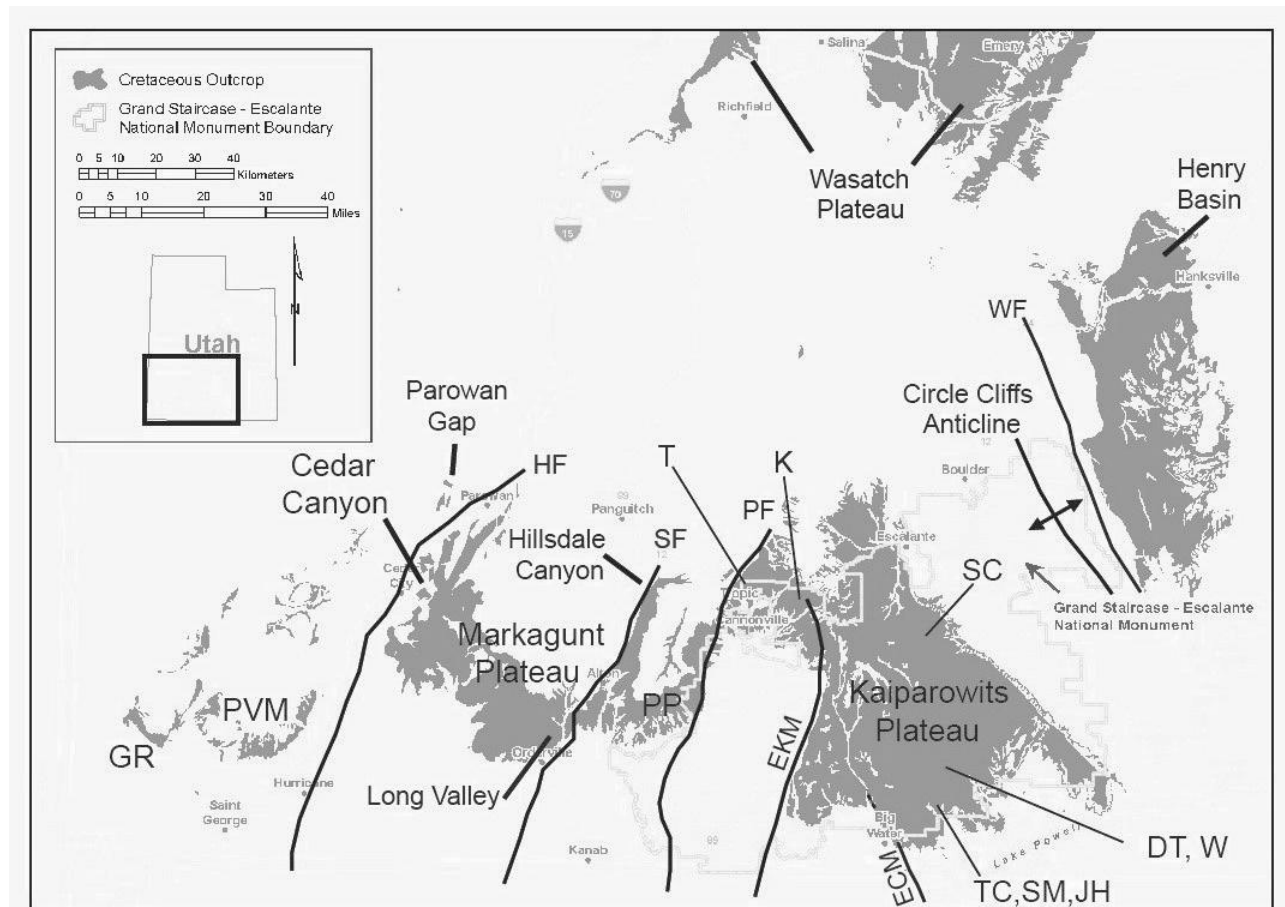 Cretaceous Outcrop
Grand Staircase - Escalante
National Monument Boundary
0 5 10 20 30 40
Kilometers
0 5 10 20 30 40
Miles
N
Utah
Salina
Emery
Richfield
Wasatch
Plateau
70
15
Henry
Basin
Hanksville
WF
Circle Cliffs
Anticline
12
Boulder
Parowan
Gap
HF
Parowan
Cedar
Canyon
Cedar
City
89
Panguitch
Hillsdale
Canyon
SF
12
T
PF
K
Escalante
SC
Tropic
Cannonville
Grand Staircase - Escalante
National Monument
Markagunt
Plateau
Alton
PP
Kaiparowits
Plateau
PVM
GR
EKM
Orderville
Long Valley
Hurricane
Saint
George
Kanab
89
Big
Water
Lake Powell
ECM
DT, W
TC,SM,JH